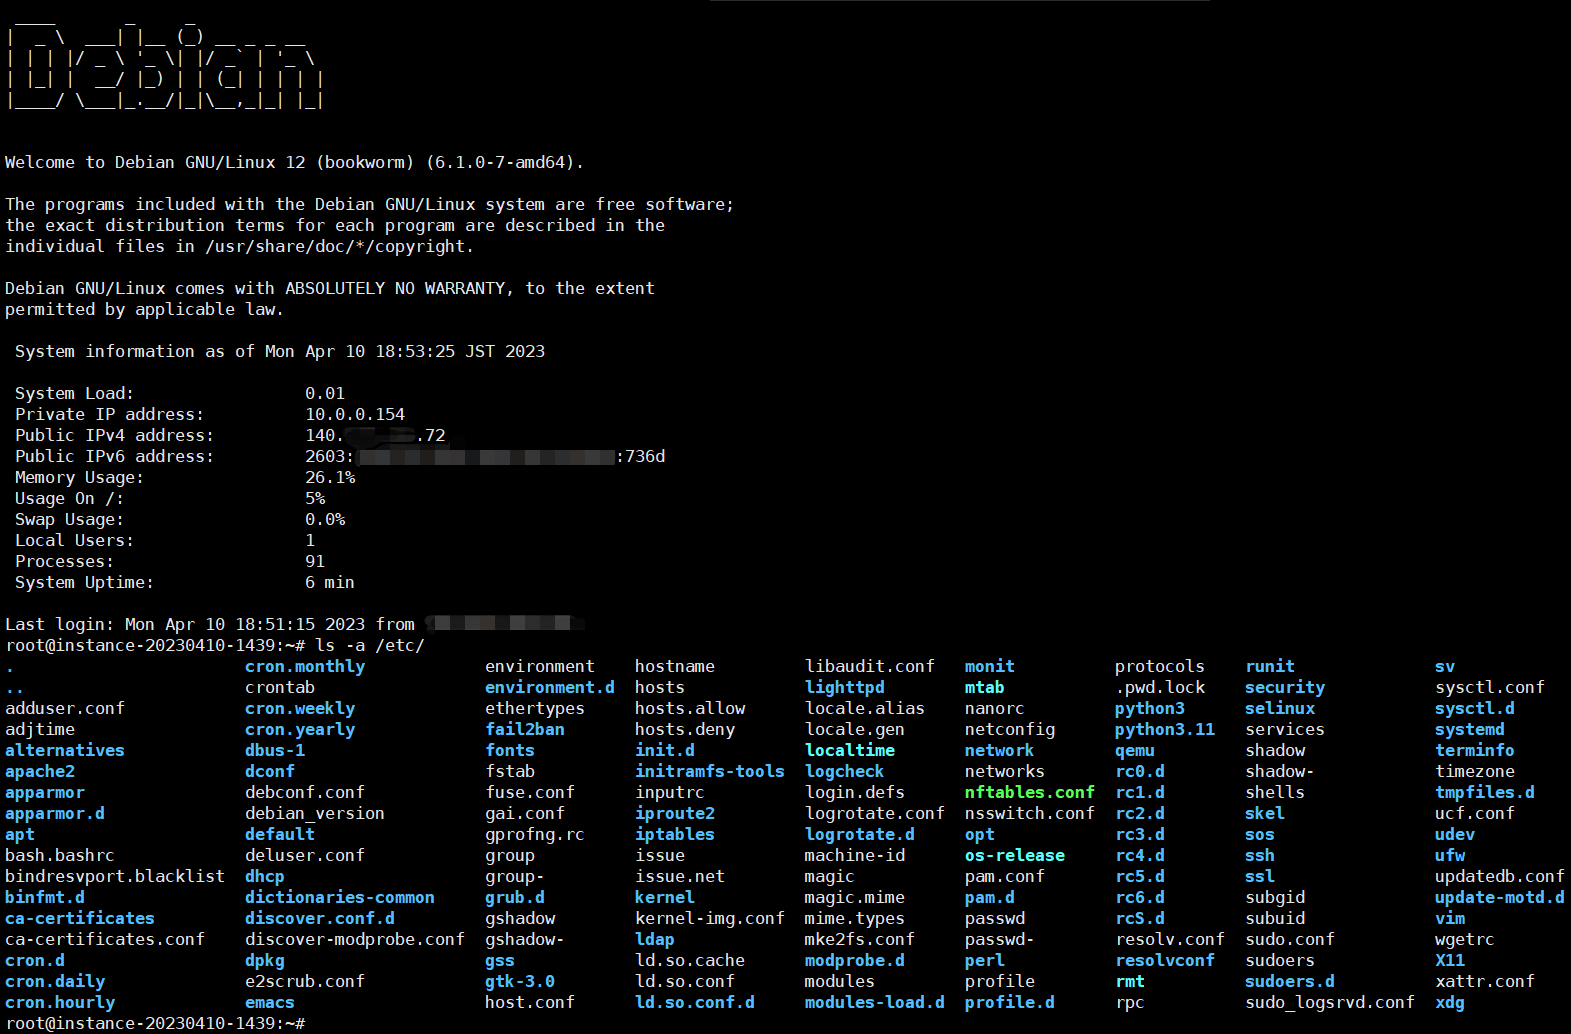 Debian
Welcome to Debian GNU/Linux 12 (bookworm) (6.1.0-7-amd64).
The programs included with the Debian GNU/Linux system are free software;
the exact distribution terms for each program are described in the
individual files in /usr/share/doc/*/copyright.
Debian GNU/Linux comes with ABSOLUTELY NO WARRANTY, to the extent
permitted by applicable law.
System information as of Mon Apr 10 18:53:25 JST 2023
System Load: 0.01
Private IP address: 10.0.0.154
Public IPv4 address: 140. .72
Public IPv6 address: 2603: :736d
Memory Usage: 26.1%
Usage On /: 5%
Swap Usage: 0.0%
Local Users: 1
Processes: 91
System Uptime: 6 min
Last login: Mon Apr 10 18:51:15 2023 from
root@instance-20230410-1439:~# ls -a /etc/
. cron.monthly environment hostname libaudit.conf monit protocols runit sv
.. crontab environment.d hosts lighttpd mtab .pwd.lock security sysctl.conf
adduser.conf cron.weekly ethertypes hosts.allow locale.alias nanorc python3 selinux sysctl.d
adjtime cron.yearly fail2ban hosts.deny locale.gen netconfig python3.11 services systemd
alternatives dbus-1 fonts init.d localtime network qemu shadow terminfo
apache2 dconf fstab initramfs-tools logcheck networks rc0.d shadow- timezone
apparmor debconf.conf fuse.conf inputrc login.defs nftables.conf rc1.d shells tmpfiles.d
apparmor.d debian_version gai.conf iproute2 logrotate.conf nsswitch.conf rc2.d skel ucf.conf
apt default gprofng.rc iptables logrotate.d opt rc3.d sos udev
bash.bashrc deluser.conf group issue machine-id os-release rc4.d ssh ufw
bindresvport.blacklist dhcp group- issue.net magic pam.conf rc5.d ssl updatedb.conf
binfmt.d dictionaries-common grub.d kernel magic.mime pam.d rc6.d subgid update-motd.d
ca-certificates discover.conf.d gshadow kernel-img.conf mime.types passwd rcS.d subuid vim
ca-certificates.conf discover-modprobe.conf gshadow- ldap mke2fs.conf passwd- resolv.conf sudo.conf wgetrc
cron.d dpkg gss ld.so.cache modprobe.d perl resolvconf sudoers X11
cron.daily e2scrub.conf gtk-3.0 ld.so.conf modules profile rmt sudoers.d xattr.conf
cron.hourly emacs host.conf ld.so.conf.d modules-load.d profile.d rpc sudo_logsrvd.conf xdg
root@instance-20230410-1439:~#